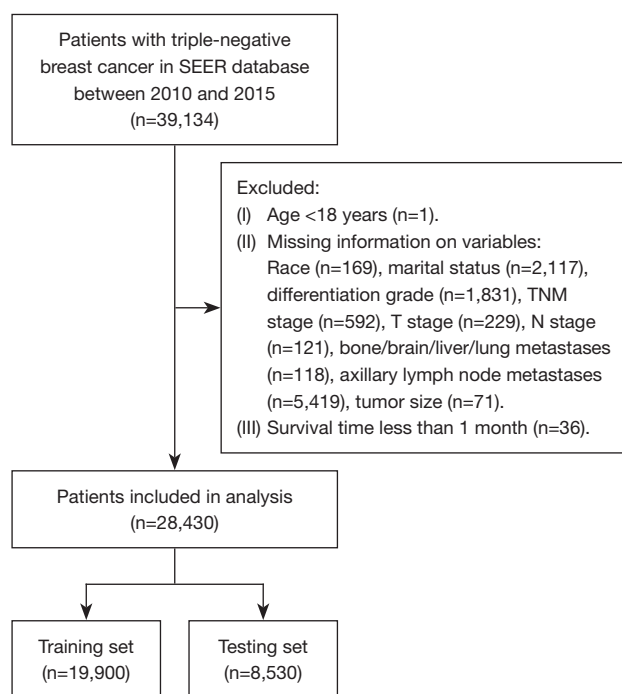 Patients with triple-negative
breast cancer in SEER database
between 2010 and 2015
(n=39,134)
Excluded:
(I) Age <18 years (n=1).
(II) Missing information on variables:
Race (n=169), marital status (n=2,117),
differentiation grade (n=1,831), TNM
stage (n=592), T stage (n=229), N stage
(n=121), bone/brain/liver/lung metastases
(n=118), axillary lymph node metastases
(n=5,419), tumor size (n=71).
(III) Survival time less than 1 month (n=36).
Patients included in analysis
(n=28,430)
Training set
(n=19,900)
Testing set
(n=8,530)